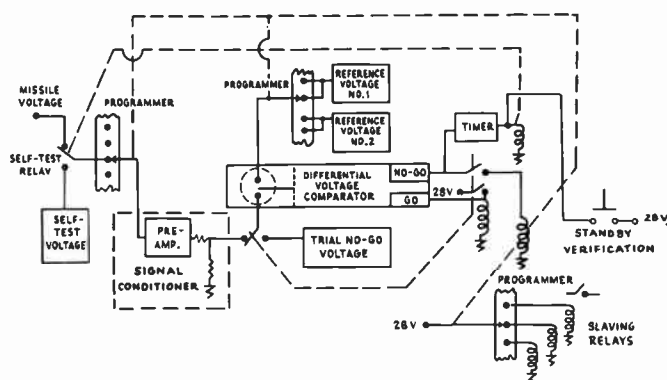 MISSILE
VOLTAGE
PROGRAMMER
SELF-TEST
RELAY
SELF-
TEST
VOLTAGE
PRE-
AMP.
SIGNAL
CONDITIONER
PROGRAMMER
REFERENCE
VOLTAGE
NO.1
REFERENCE
VOLTAGE
NO.2
DIFFERENTIAL
VOLTAGE
COMPARATOR
NO-GO
GO
28V
TRIAL NO-GO
VOLTAGE
TIMER
28V
STANDBY
VERIFICATION
PROGRAMMER
28V
SLAVING
RELAYS